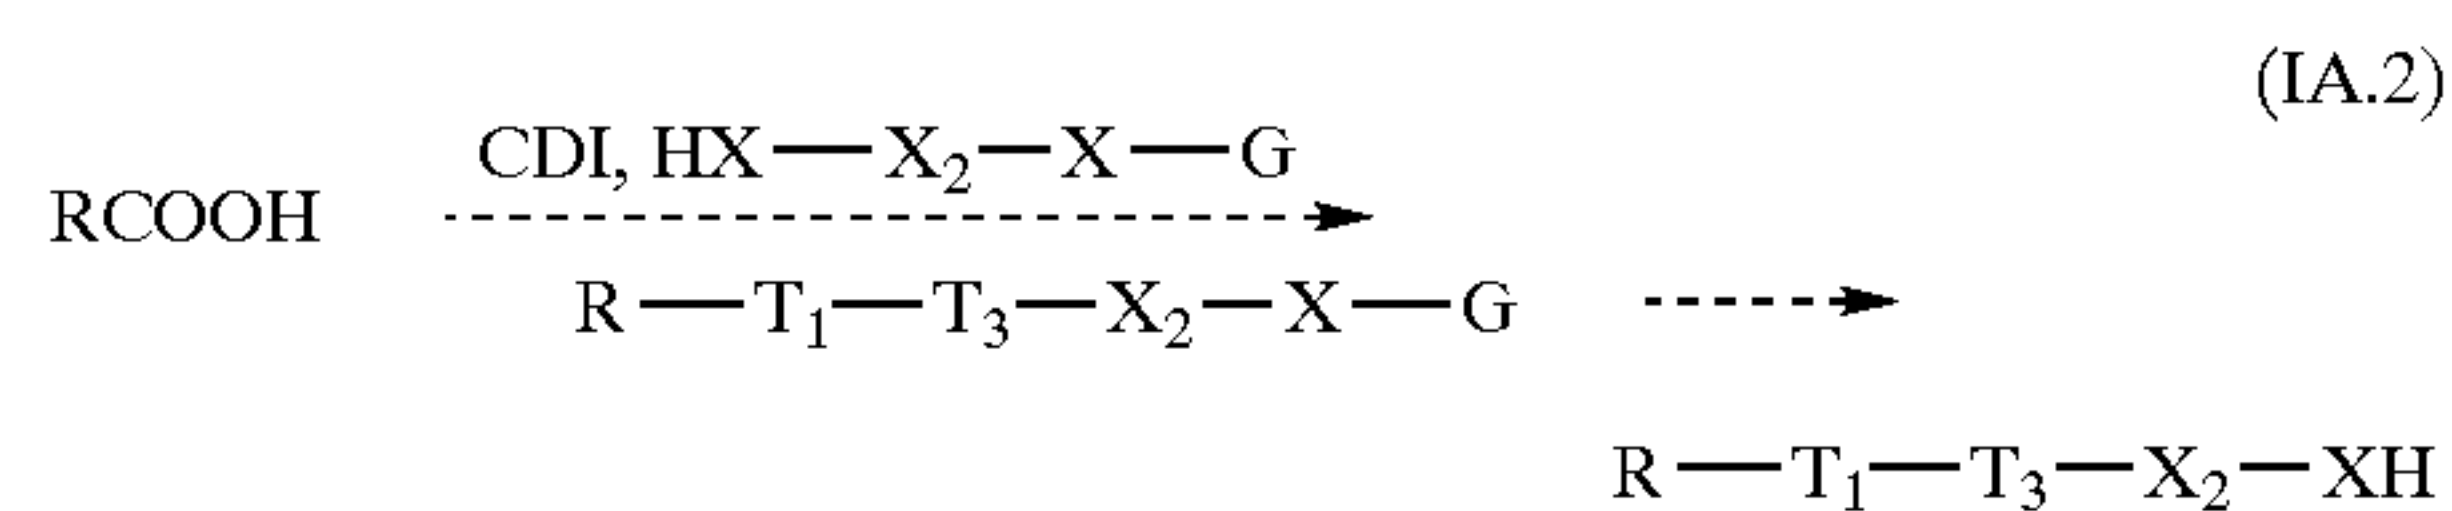 (IA.2)
CDI, HX—X₂—X—G
RCOOH
R—T₁—T₃—X₂—X—G
R—T₁—T₃—X₂—XH